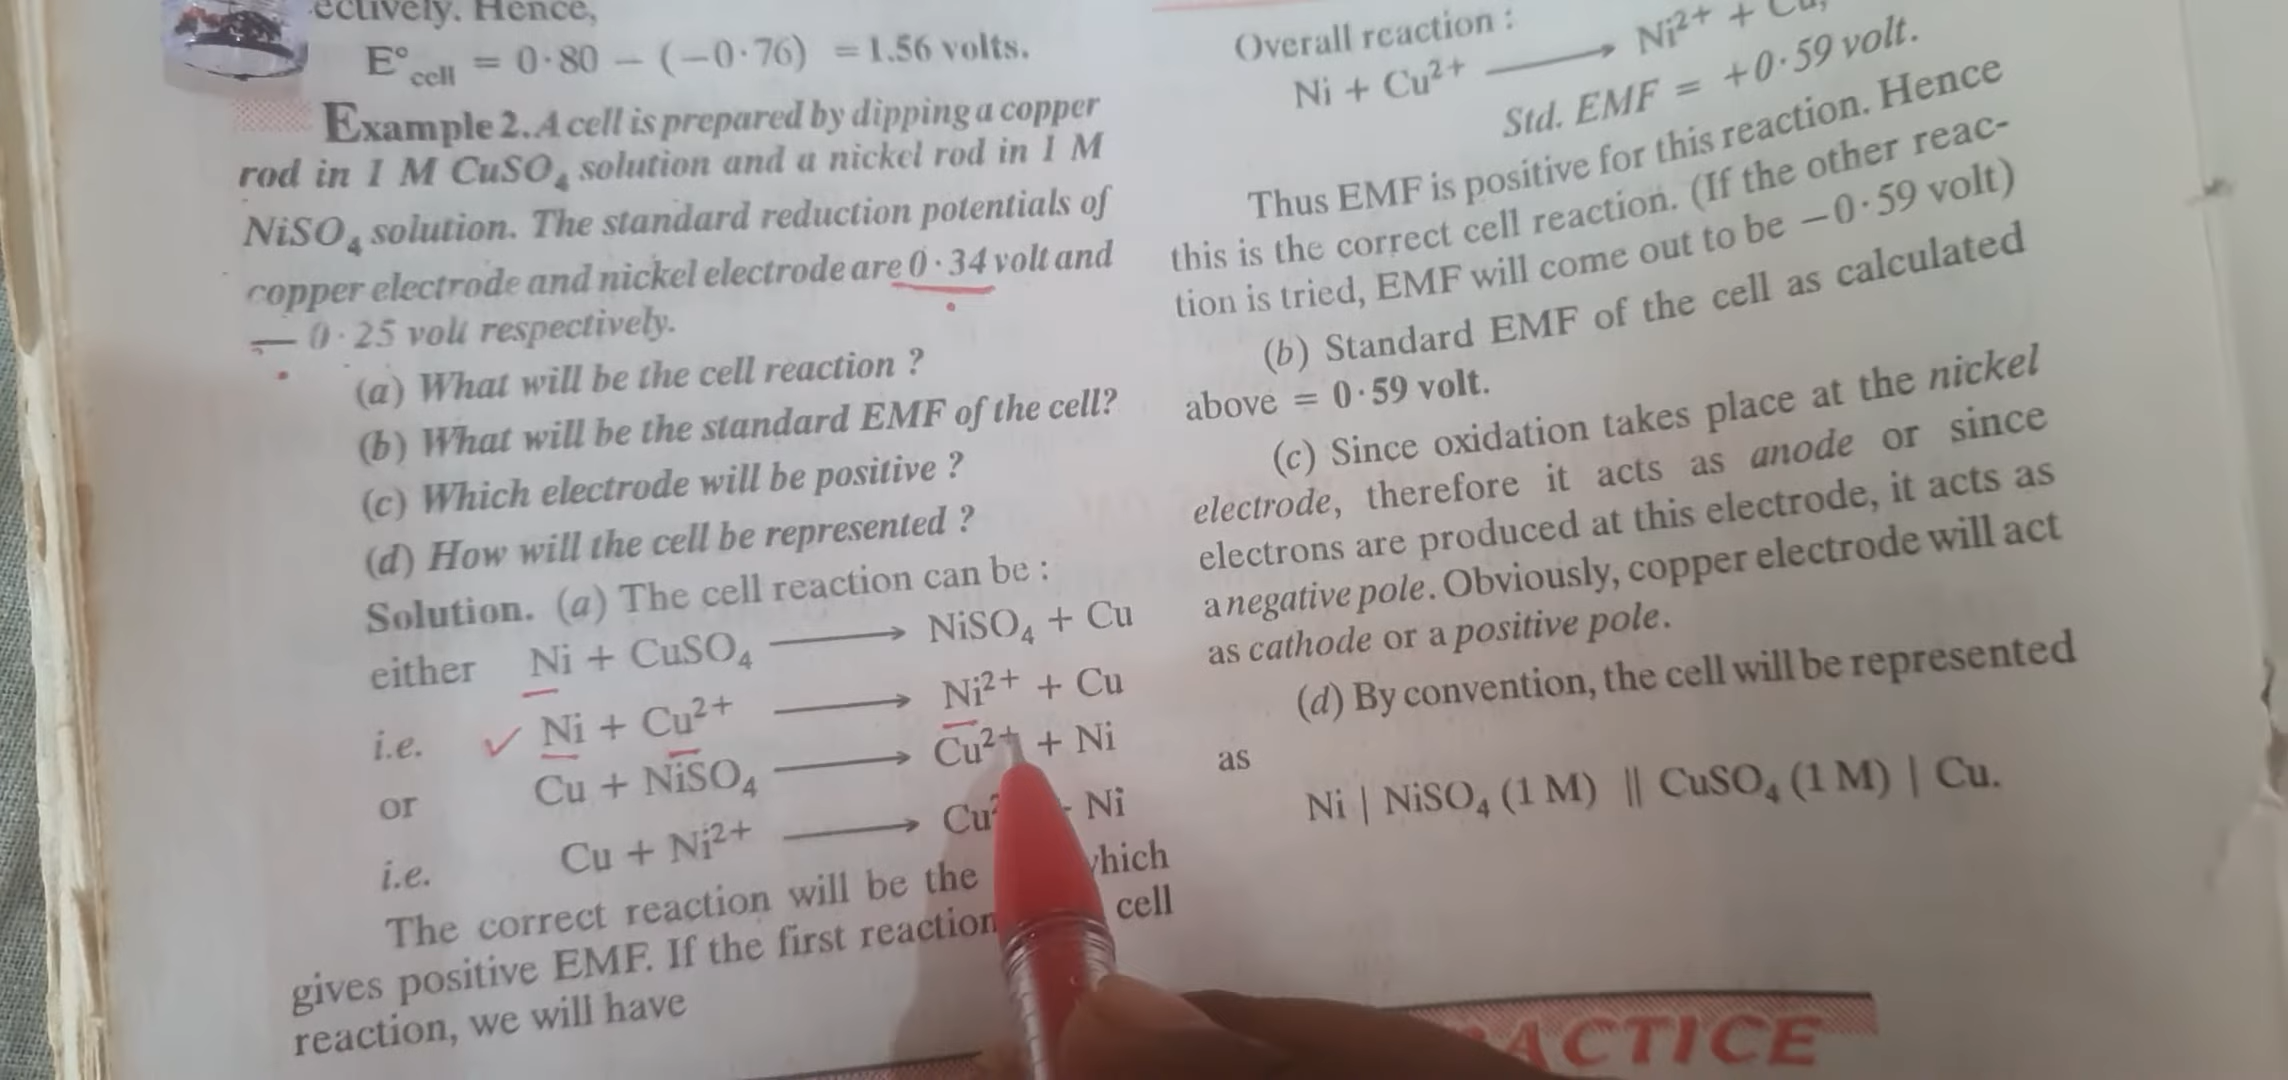 ectively. Hence,
E°cell = 0·80 – (–0·76) = 1.56 volts.
Example 2. A cell is prepared by dipping a copper
rod in 1 M CuSO₄ solution and a nickel rod in 1 M
NiSO₄ solution. The standard reduction potentials of
copper electrode and nickel electrode are 0·34 volt and
— 0·25 volt respectively.
(a) What will be the cell reaction ?
(b) What will be the standard EMF of the cell?
(c) Which electrode will be positive ?
(d) How will the cell be represented ?
Solution. (a) The cell reaction can be :
either Ni + CuSO₄ ⟶ NiSO₄ + Cu
i.e. ✓ Ni + Cu²⁺ ⟶ Ni²⁺ + Cu
or Cu + NiSO₄ ⟶ Cu²⁺ + Ni
i.e. Cu + Ni²⁺ ⟶ Cu Ni
The correct reaction will be the which
gives positive EMF. If the first reaction cell
reaction, we will have
Overall reaction :
Ni + Cu²⁺ ⟶ Ni²⁺ + Cu,
Std. EMF = +0·59 volt.
Thus EMF is positive for this reaction. Hence
this is the correct cell reaction. (If the other reac-
tion is tried, EMF will come out to be –0·59 volt)
(b) Standard EMF of the cell as calculated
above = 0·59 volt.
(c) Since oxidation takes place at the nickel
electrode, therefore it acts as anode or since
electrons are produced at this electrode, it acts as
a negative pole. Obviously, copper electrode will act
as cathode or a positive pole.
(d) By convention, the cell will be represented
as
Ni | NiSO₄ (1 M) || CuSO₄ (1 M) | Cu.
ACTICE